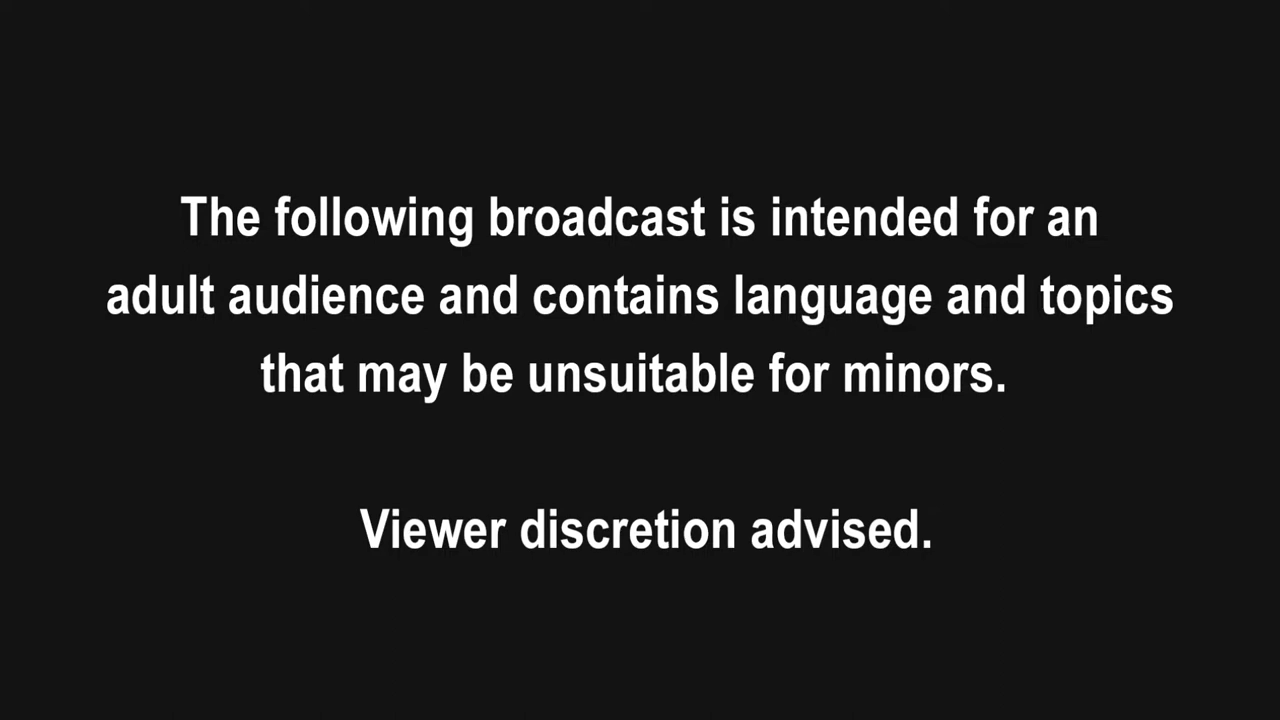 The following broadcast is intended for an
adult audience and contains language and topics
that may be unsuitable for minors.
Viewer discretion advised.